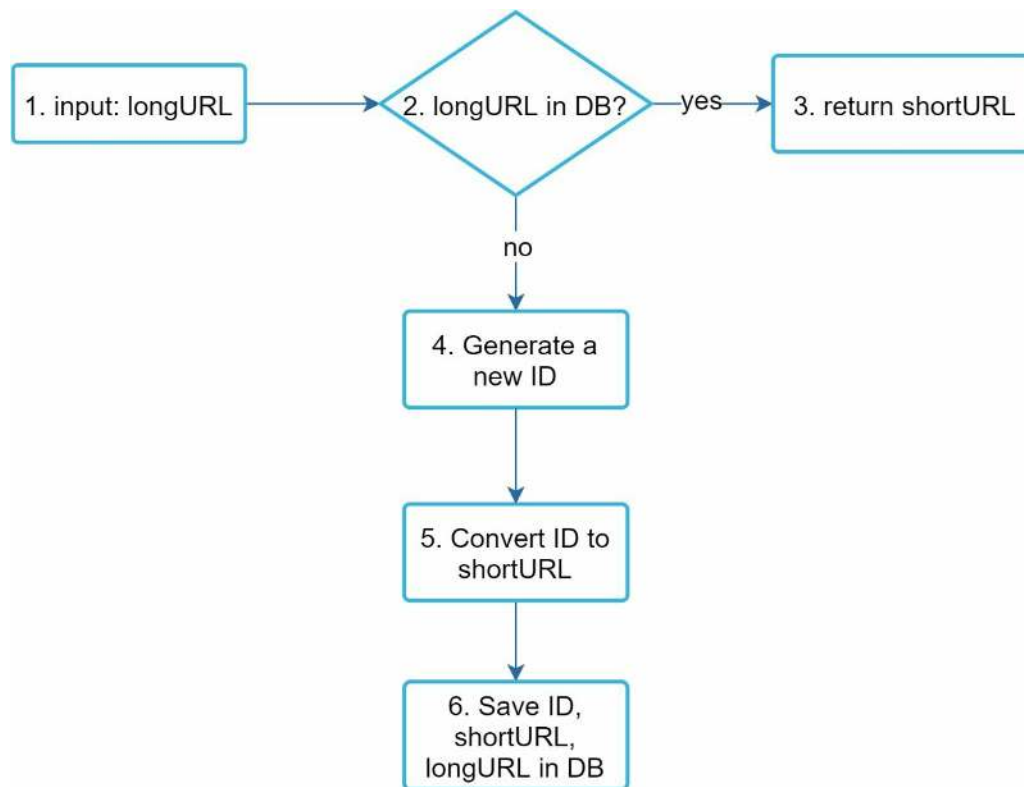 1. input: longURL
2. longURL in DB?
yes
3. return shortURL
no
4. Generate a
new ID
5. Convert ID to
shortURL
6. Save ID,
shortURL,
longURL in DB